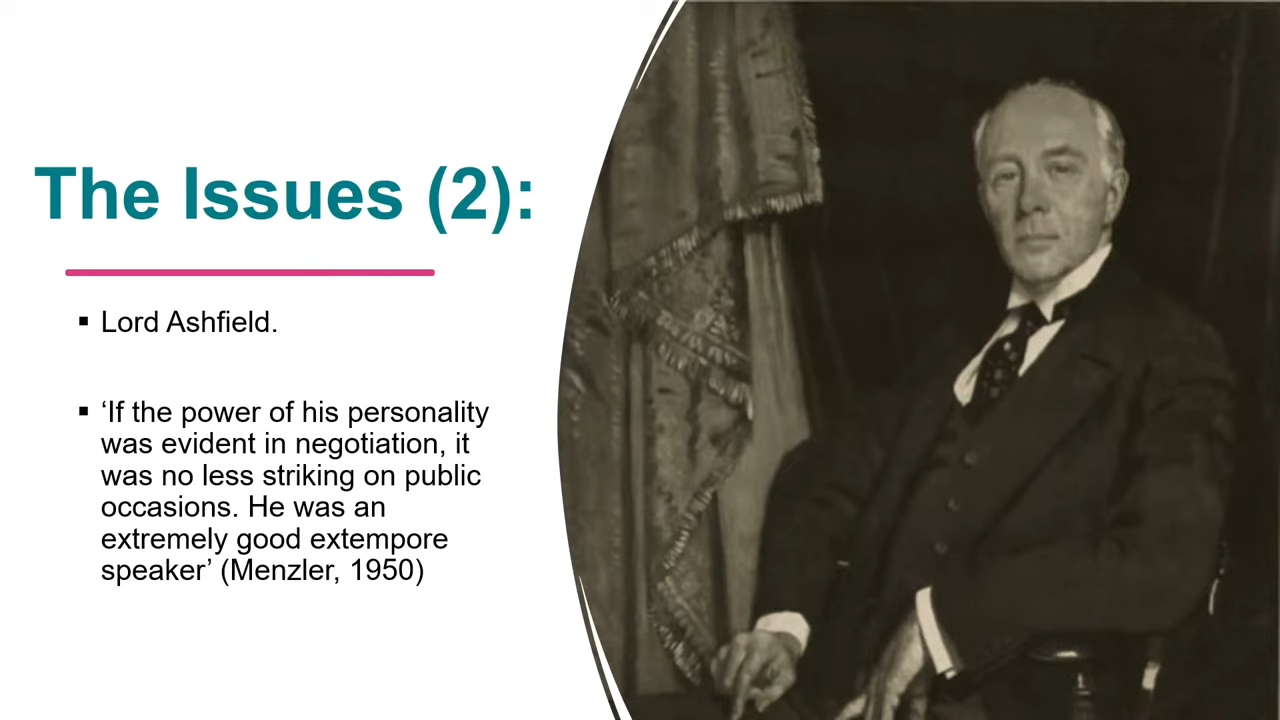 The Issues (2):
▪ Lord Ashfield.
▪ ‘If the power of his personality
was evident in negotiation, it
was no less striking on public
occasions. He was an
extremely good extempore
speaker’ (Menzler, 1950)